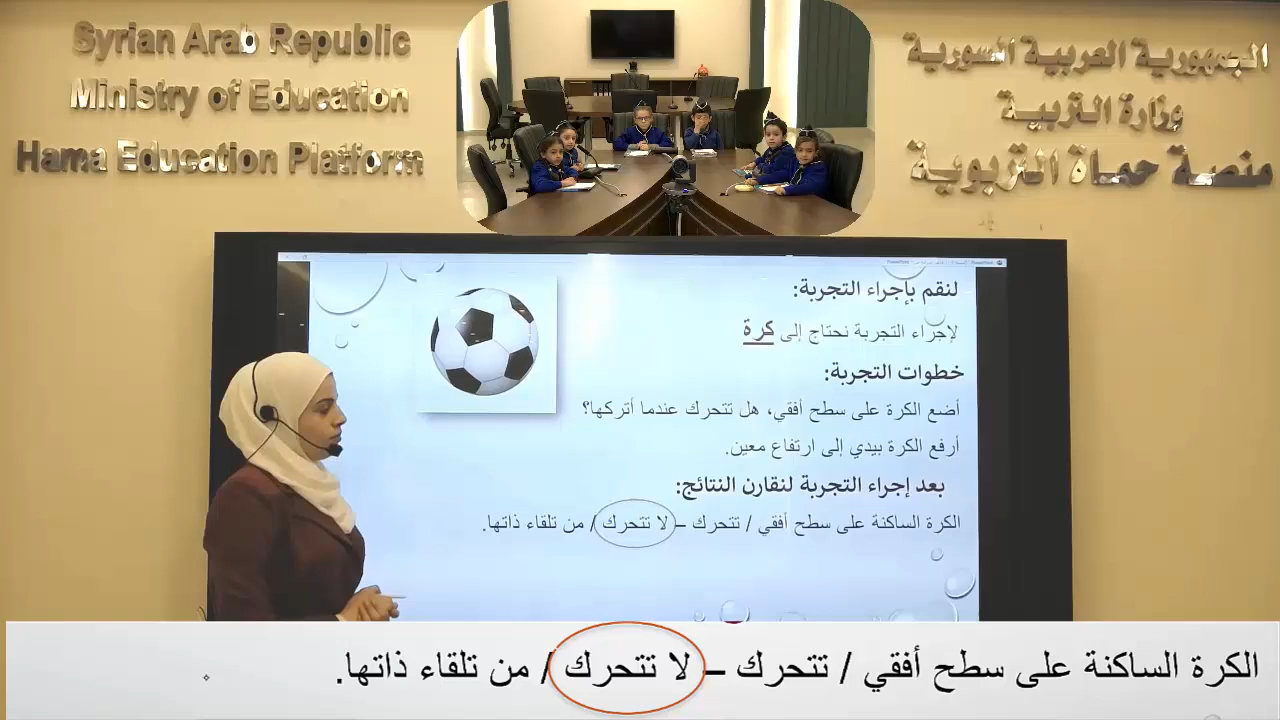 Syrian Arab Republic
Ministry of Education
Hama Education Platform
الجمهورية العربية السورية
وزارة التربية
منصة حماة التربوية
لنقم بإجراء التجربة:
لإجراء التجربة نحتاج إلى كرة
خطوات التجربة:
أضع الكرة على سطح أفقي، هل تتحرك عندما أتركها؟
أرفع الكرة بيدي إلى ارتفاع معين.
بعد إجراء التجربة لنقارن النتائج:
الكرة الساكنة على سطح أفقي / تتحرك – لا تتحرك / من تلقاء ذاتها.
الكرة الساكنة على سطح أفقي / تتحرك – لا تتحرك / من تلقاء ذاتها.